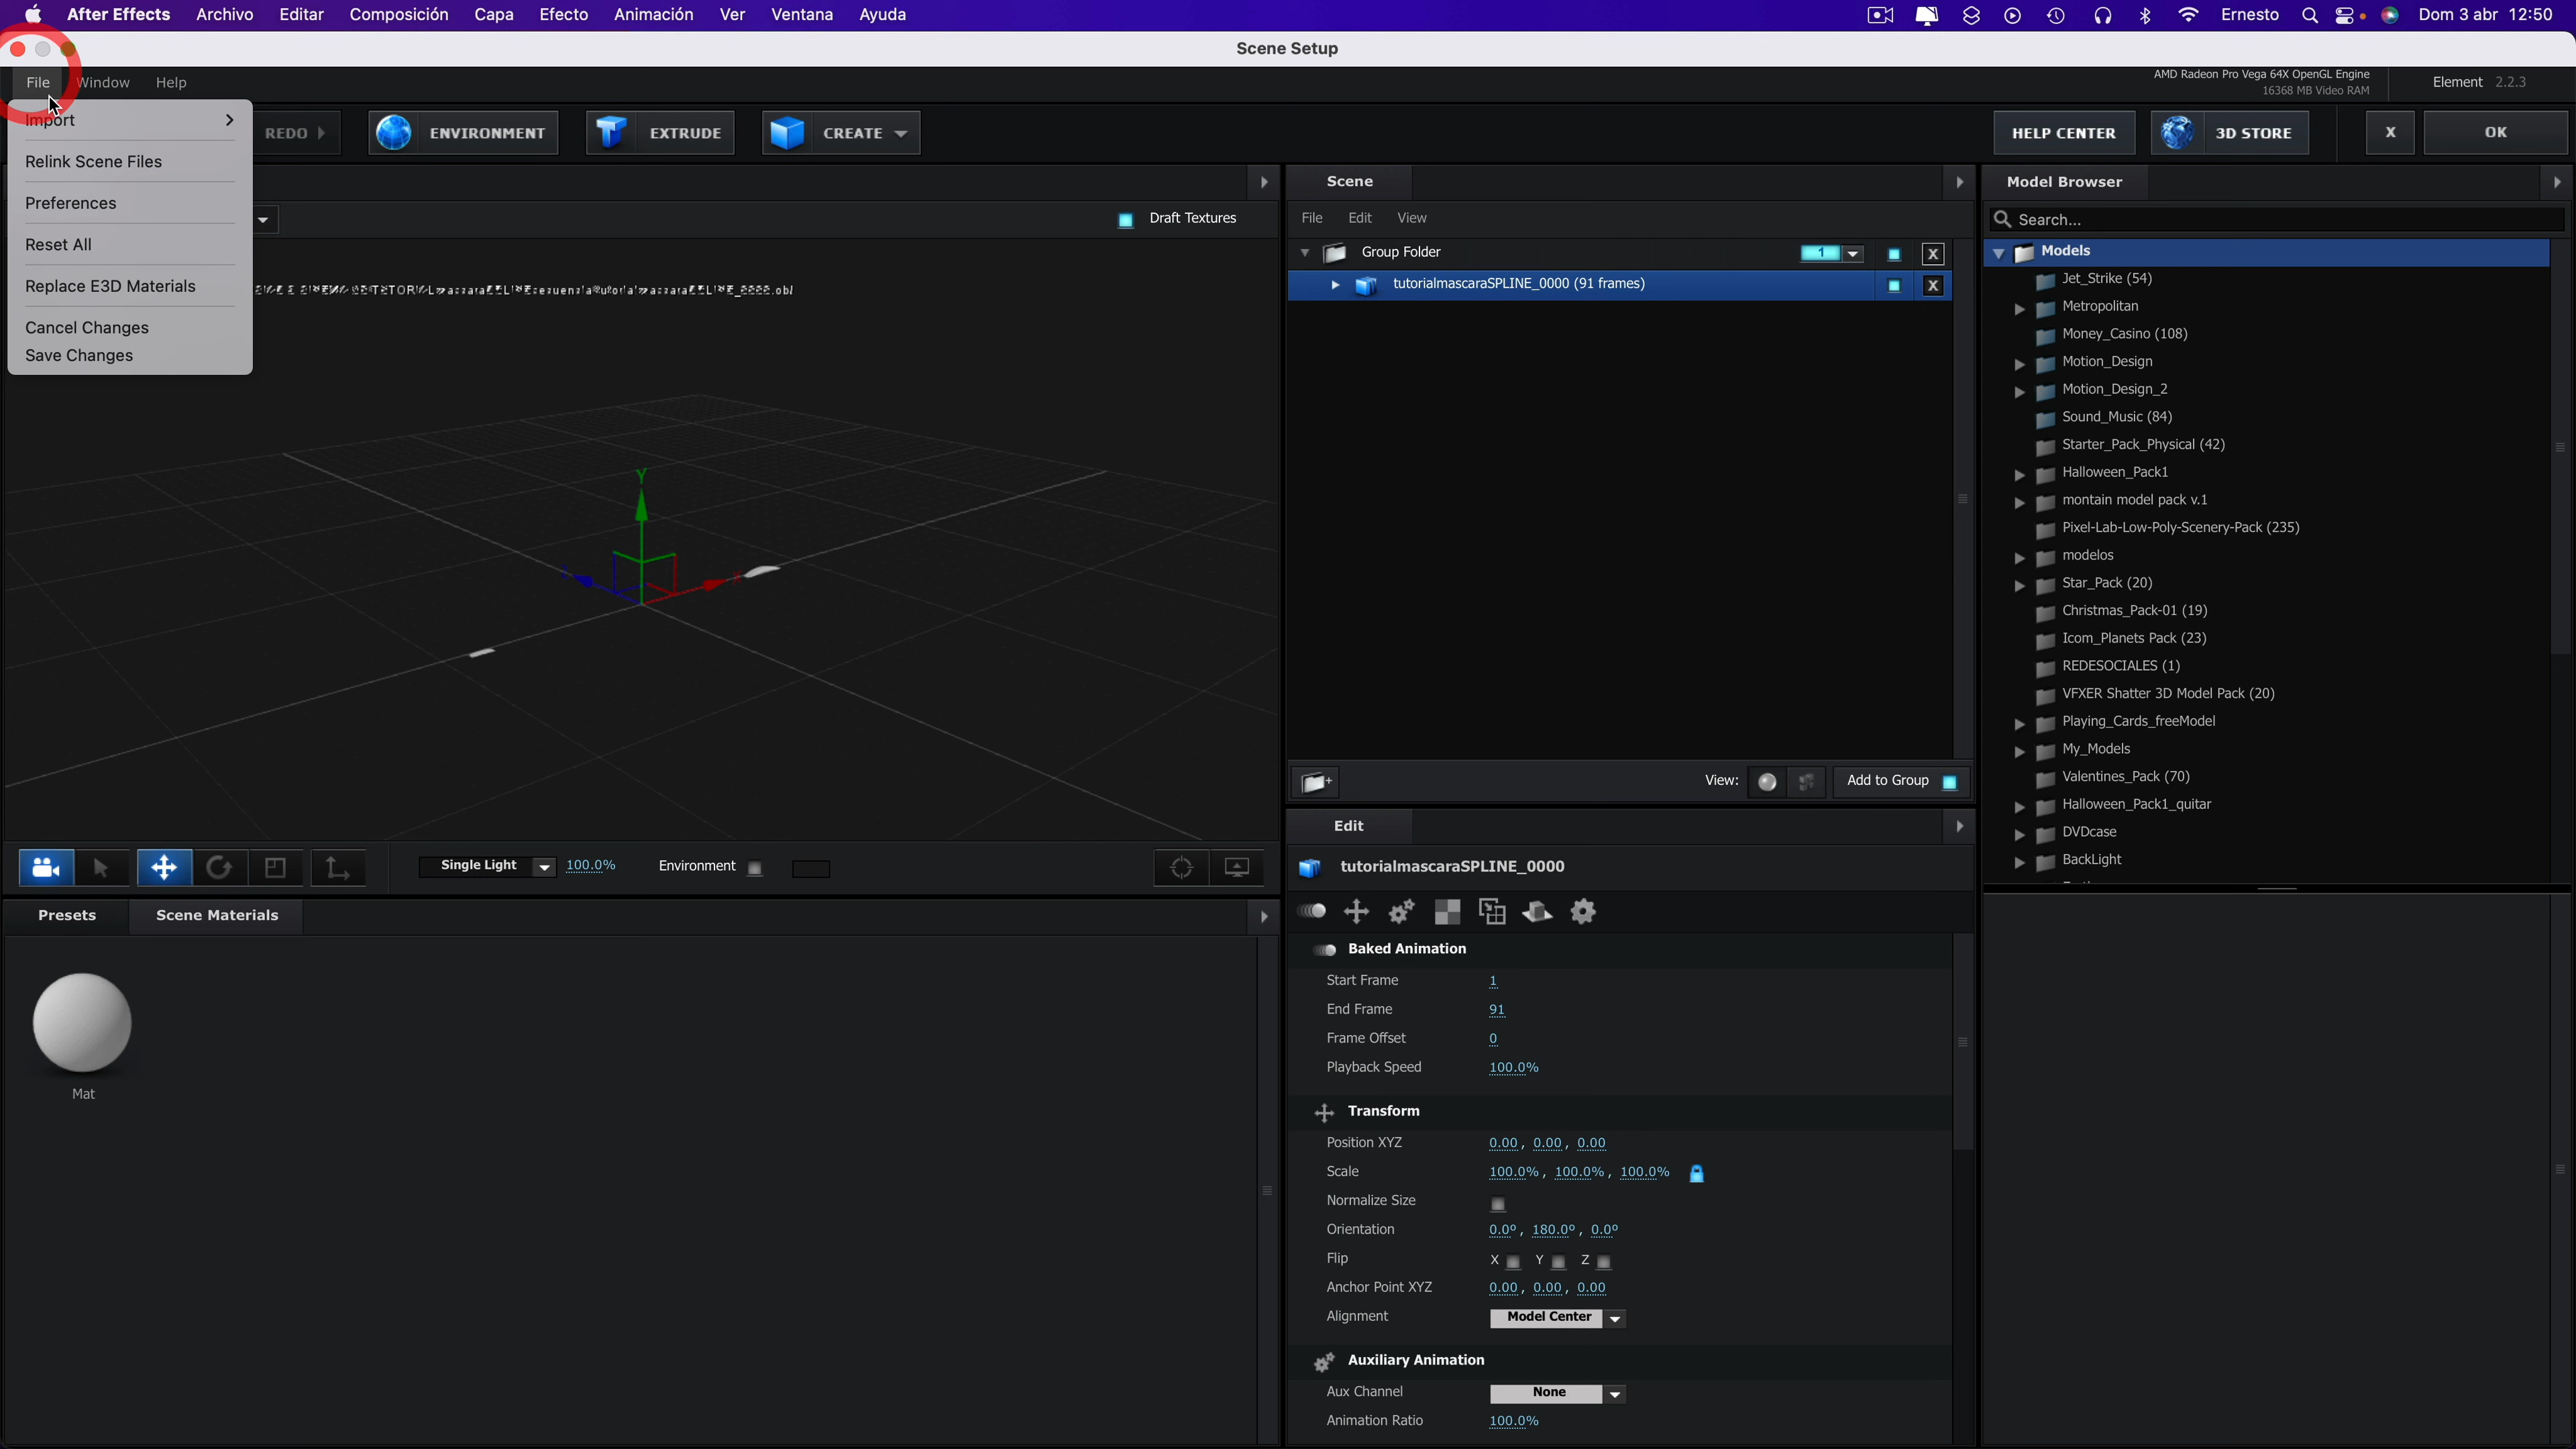 After Effects Archivo Editar Composición Capa Efecto Animación Ver Ventana Ayuda Ernesto Dom 3 abr 12:50
Scene Setup
File Window Help AMD Radeon Pro Vega 64X OpenGL Engine
16368 MB Video RAM
Element 2.2.3
Import
Relink Scene Files
Preferences
Reset All
Replace E3D Materials
Cancel Changes
Save Changes
REDO ENVIRONMENT EXTRUDE CREATE HELP CENTER 3D STORE X OK
Draft Textures
Y
X
Single Light 100.0% Environment
Presets Scene Materials
Mat
Scene
File Edit View
Group Folder 1 X
tutorialmascaraSPLINE_0000 (91 frames) X
View: Add to Group
Edit
tutorialmascaraSPLINE_0000
Baked Animation
Start Frame 1
End Frame 91
Frame Offset 0
Playback Speed 100.0%
Transform
Position XYZ 0.00, 0.00, 0.00
Scale 100.0%, 100.0%, 100.0%
Normalize Size
Orientation 0.0º, 180.0º, 0.0º
Flip X Y Z
Anchor Point XYZ 0.00, 0.00, 0.00
Alignment Model Center
Auxiliary Animation
Aux Channel None
Animation Ratio 100.0%
Model Browser
Search...
Models
Jet_Strike (54)
Metropolitan
Money_Casino (108)
Motion_Design
Motion_Design_2
Sound_Music (84)
Starter_Pack_Physical (42)
Halloween_Pack1
montain model pack v.1
Pixel-Lab-Low-Poly-Scenery-Pack (235)
modelos
Star_Pack (20)
Christmas_Pack-01 (19)
Icom_Planets Pack (23)
REDESOCIALES (1)
VFXER Shatter 3D Model Pack (20)
Playing_Cards_freeModel
My_Models
Valentines_Pack (70)
Halloween_Pack1_quitar
DVDcase
BackLight